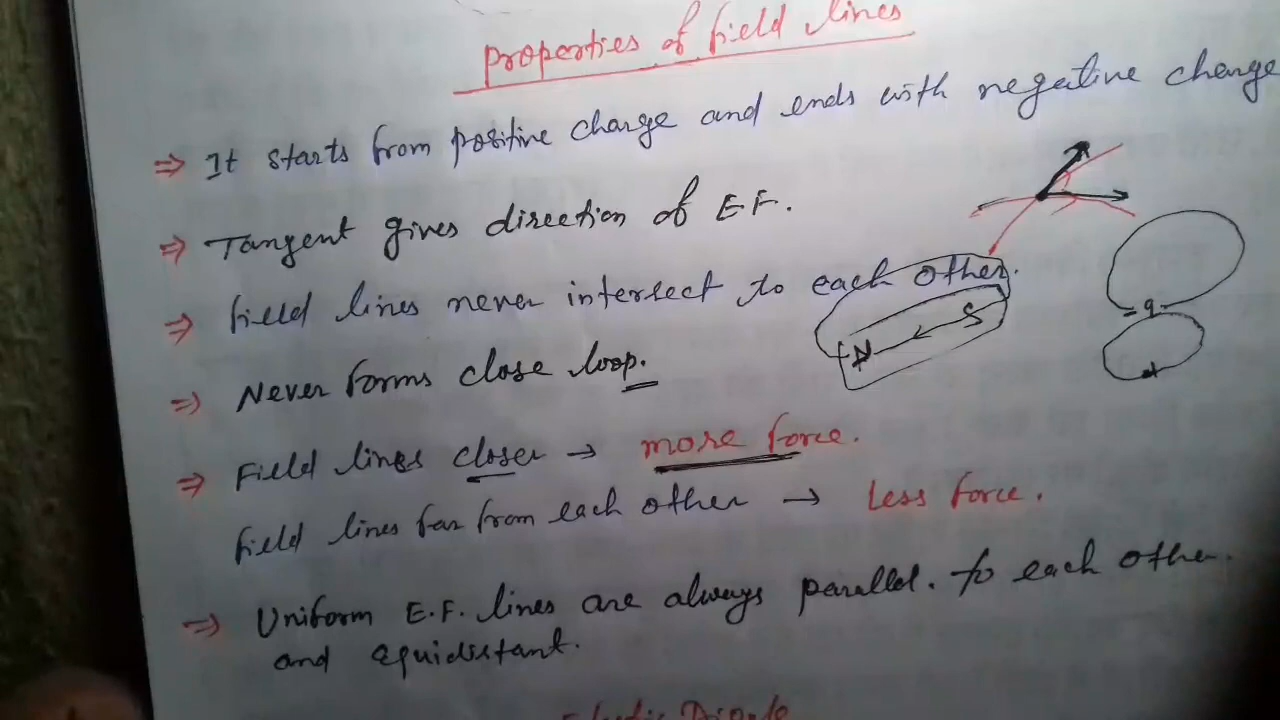 Properties of field lines
⇒ It starts from positive charge and ends with negative charge
⇒ Tangent gives direction of E.F.
⇒ field lines never intersect to each other.
S
N
-q
⇒ Never forms close loop.
⇒ Field lines closer → more force.
field lines far from each other → Less force.
⇒ Uniform E.F. lines are always parallel. to each other.
and equidistant.